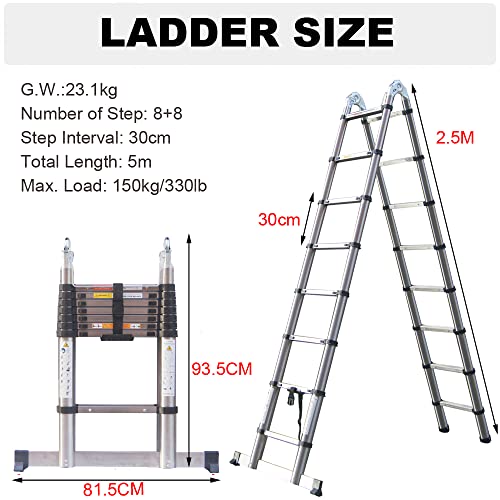 LADDER SIZE
G.W.:23.1kg
Number of Step: 8+8
Step Interval: 30cm
Total Length: 5m
Max. Load: 150kg/330lb
2.5M
30cm
93.5CM
81.5CM